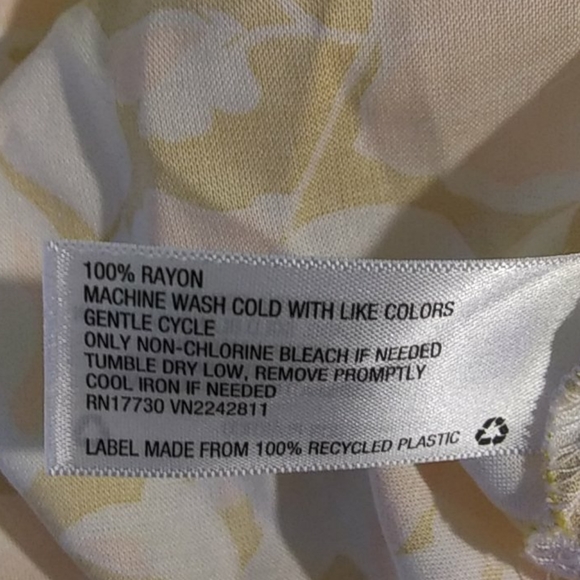 100% RAYON
MACHINE WASH COLD WITH LIKE COLORS
GENTLE CYCLE
ONLY NON-CHLORINE BLEACH IF NEEDED
TUMBLE DRY LOW, REMOVE PROMPTLY
COOL IRON IF NEEDED
RN17730 VN2242811
LABEL MADE FROM 100% RECYCLED PLASTIC